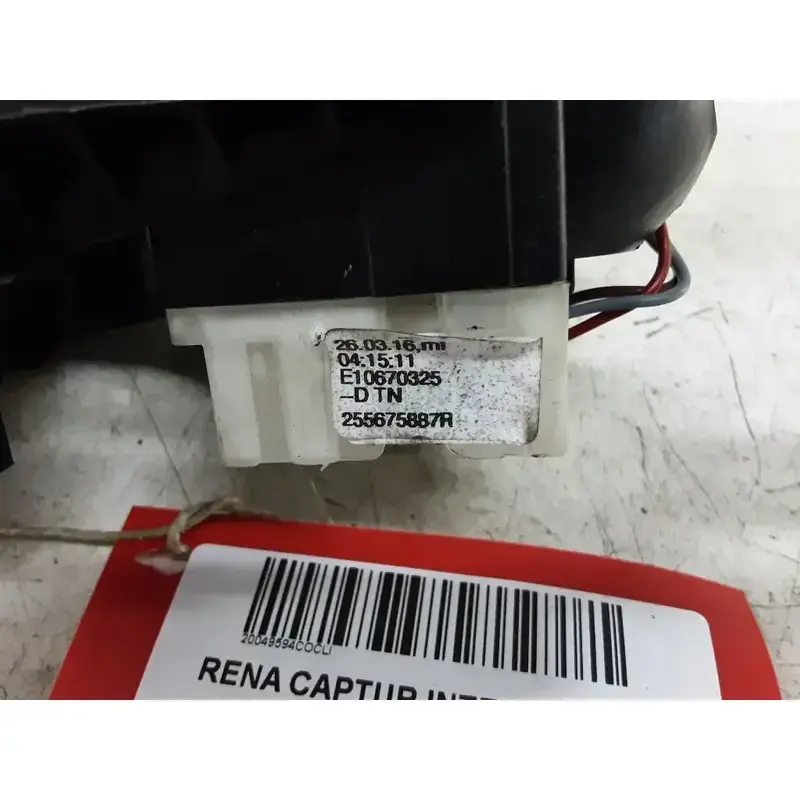 26.03.16,mi
04:15:11
E10670325
-D TN
255675887R
20049594COCLI
RENA CAPTUR